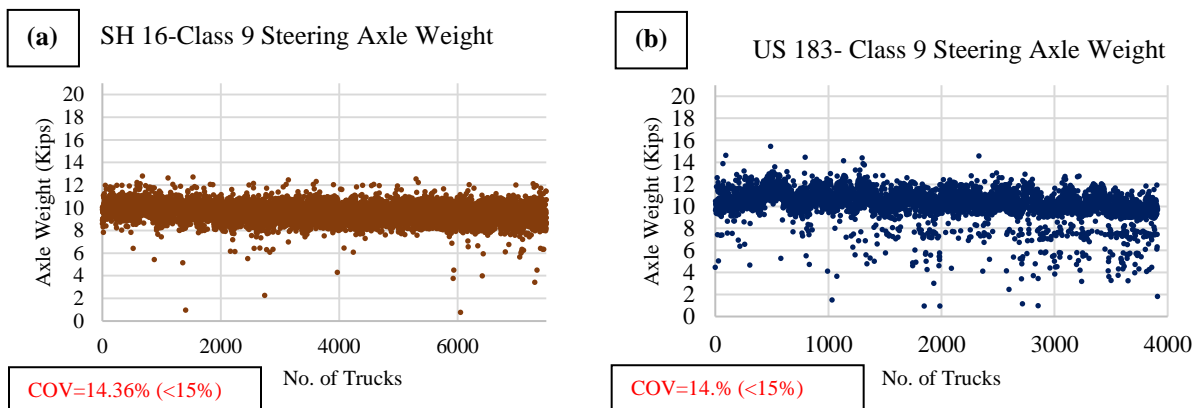 (a)
SH 16-Class 9 Steering Axle Weight
Axle Weight (Kips)
20
18
16
14
12
10
8
6
4
2
0
0 2000 4000 6000
No. of Trucks
COV=14.36% (<15%)
(b)
US 183- Class 9 Steering Axle Weight
Axle Weight (Kips)
20
18
16
14
12
10
8
6
4
2
0
0 1000 2000 3000 4000
No. of Trucks
COV=14.% (<15%)